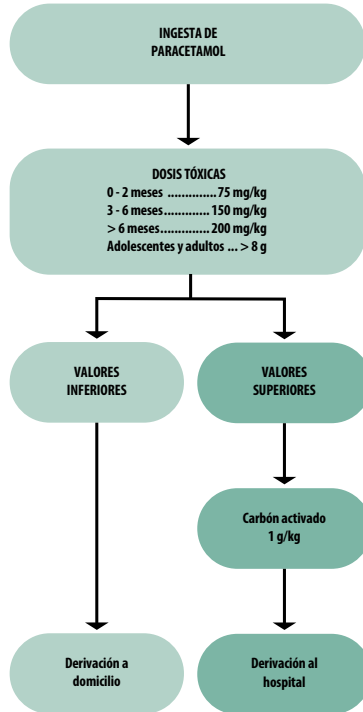 INGESTA DE
PARACETAMOL
DOSIS TÓXICAS
0 - 2 meses ..............75 mg/kg
3 - 6 meses..............150 mg/kg
> 6 meses..............200 mg/kg
Adolescentes y adultos ... > 8 g
VALORES
INFERIORES
VALORES
SUPERIORES
Carbón activado
1 g/kg
Derivación a
domicilio
Derivación al
hospital